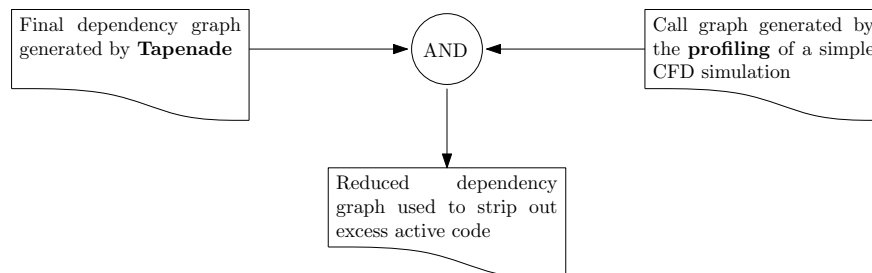 Final dependency graph
generated by Tapenade
AND
Call graph generated by
the profiling of a simple
CFD simulation
Reduced dependency
graph used to strip out
excess active code